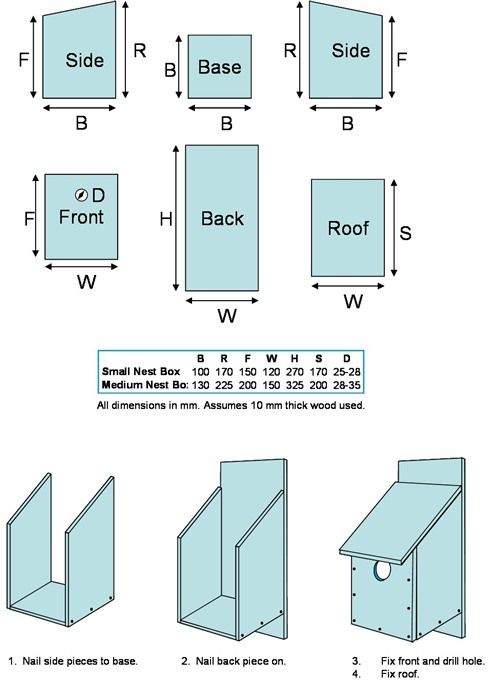 F Side R
B
B Base
B
R Side F
B
F D
Front
W
H Back
W
Roof S
W
B R F W H S D
Small Nest Box 100 170 150 120 270 170 25-28
Medium Nest Bo: 130 225 200 150 325 200 28-35
All dimensions in mm. Assumes 10 mm thick wood used.
1. Nail side pieces to base.
2. Nail back piece on.
3. Fix front and drill hole.
4. Fix roof.